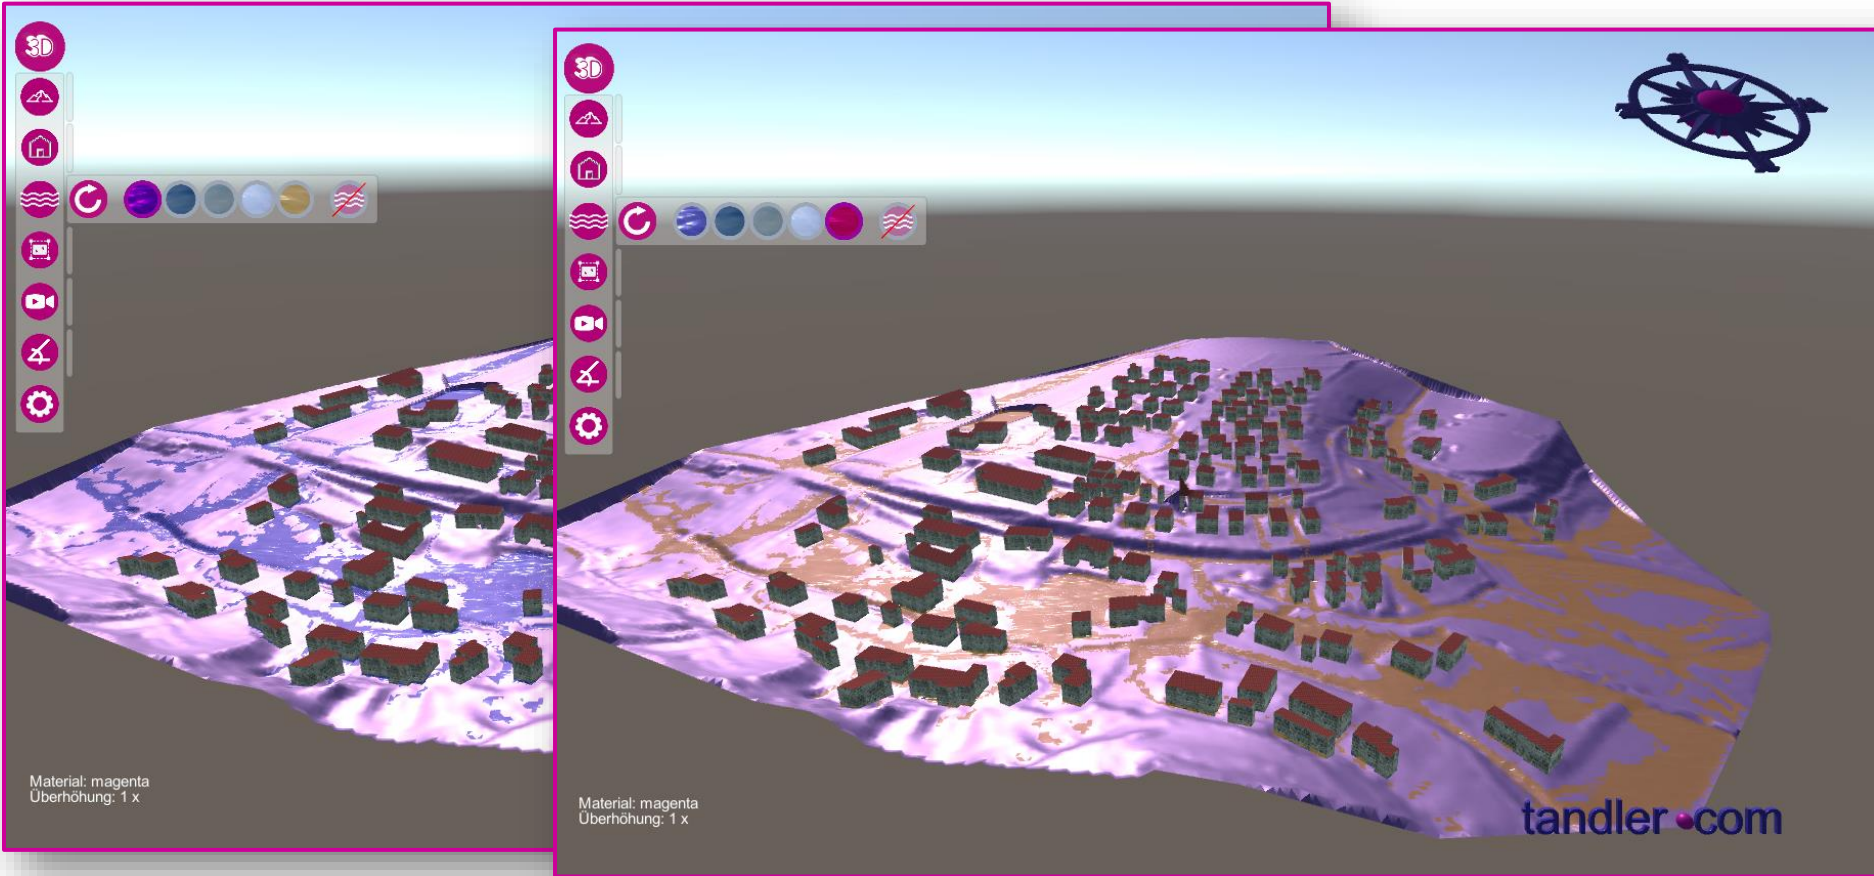 3D
Material: magenta
Überhöhung: 1 x
3D
Material: magenta
Überhöhung: 1 x
tandler.com